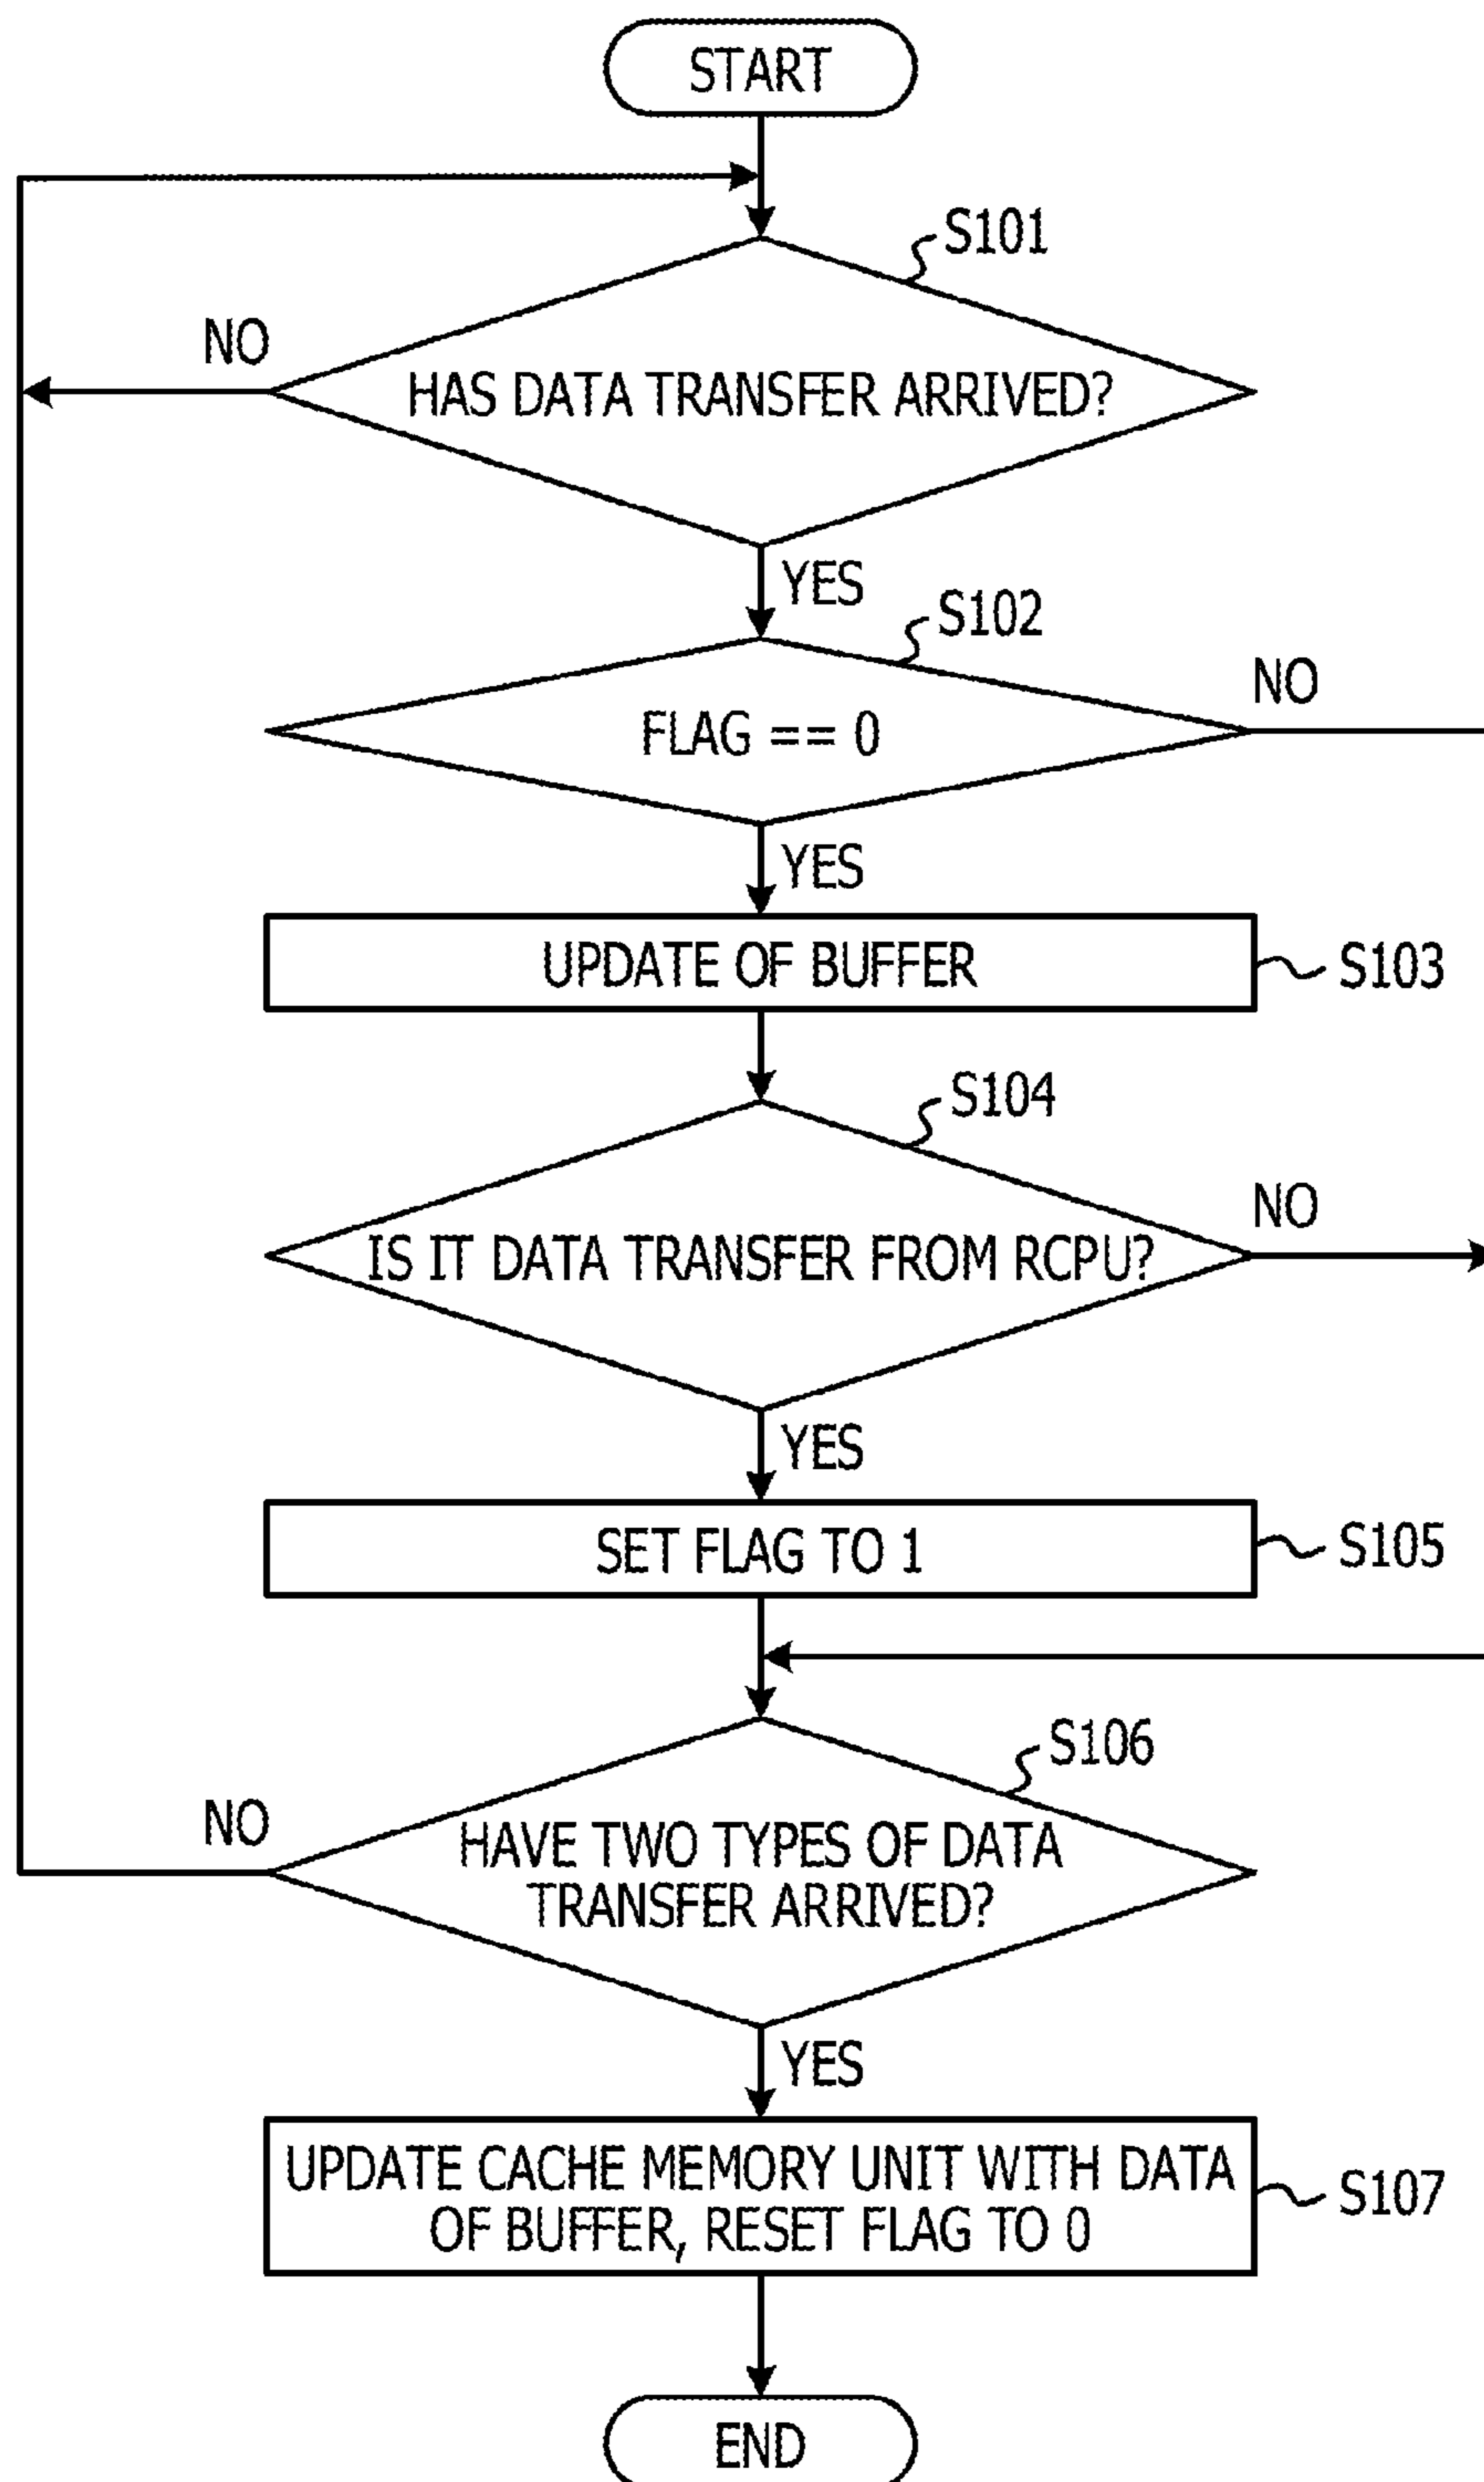 START
S101
NO
HAS DATA TRANSFER ARRIVED?
YES
S102
NO
FLAG == 0
YES
UPDATE OF BUFFER
S103
S104
NO
IS IT DATA TRANSFER FROM RCPU?
YES
SET FLAG TO 1
S105
S106
NO
HAVE TWO TYPES OF DATA
TRANSFER ARRIVED?
YES
UPDATE CACHE MEMORY UNIT WITH DATA
OF BUFFER, RESET FLAG TO 0
S107
END